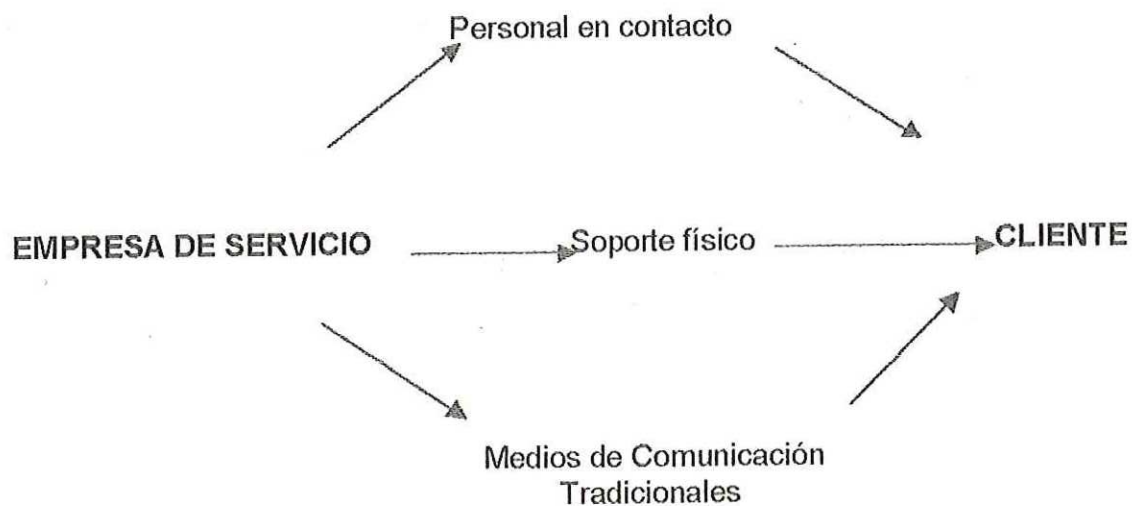 Personal en contacto
EMPRESA DE SERVICIO
Soporte físico
CLIENTE
Medios de Comunicación
Tradicionales